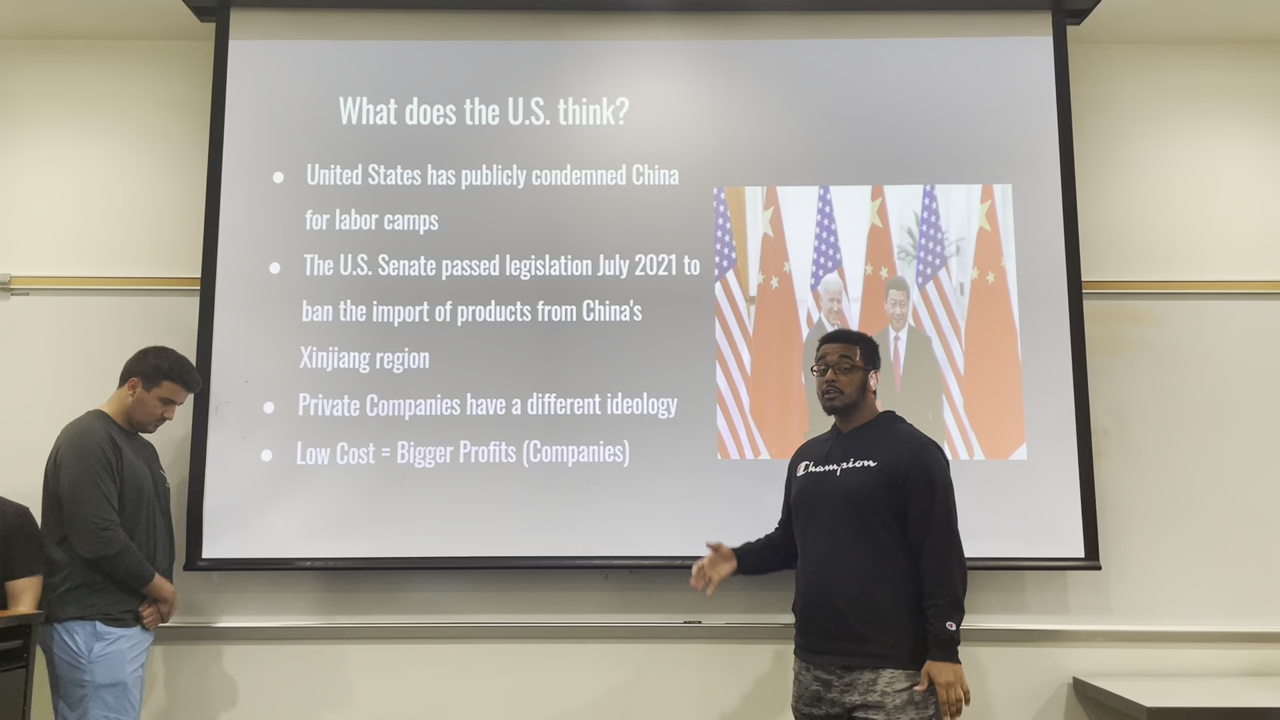 What does the U.S. think?
● United States has publicly condemned China
for labor camps
● The U.S. Senate passed legislation July 2021 to
ban the import of products from China's
Xinjiang region
● Private Companies have a different ideology
● Low Cost = Bigger Profits (Companies)
Champion